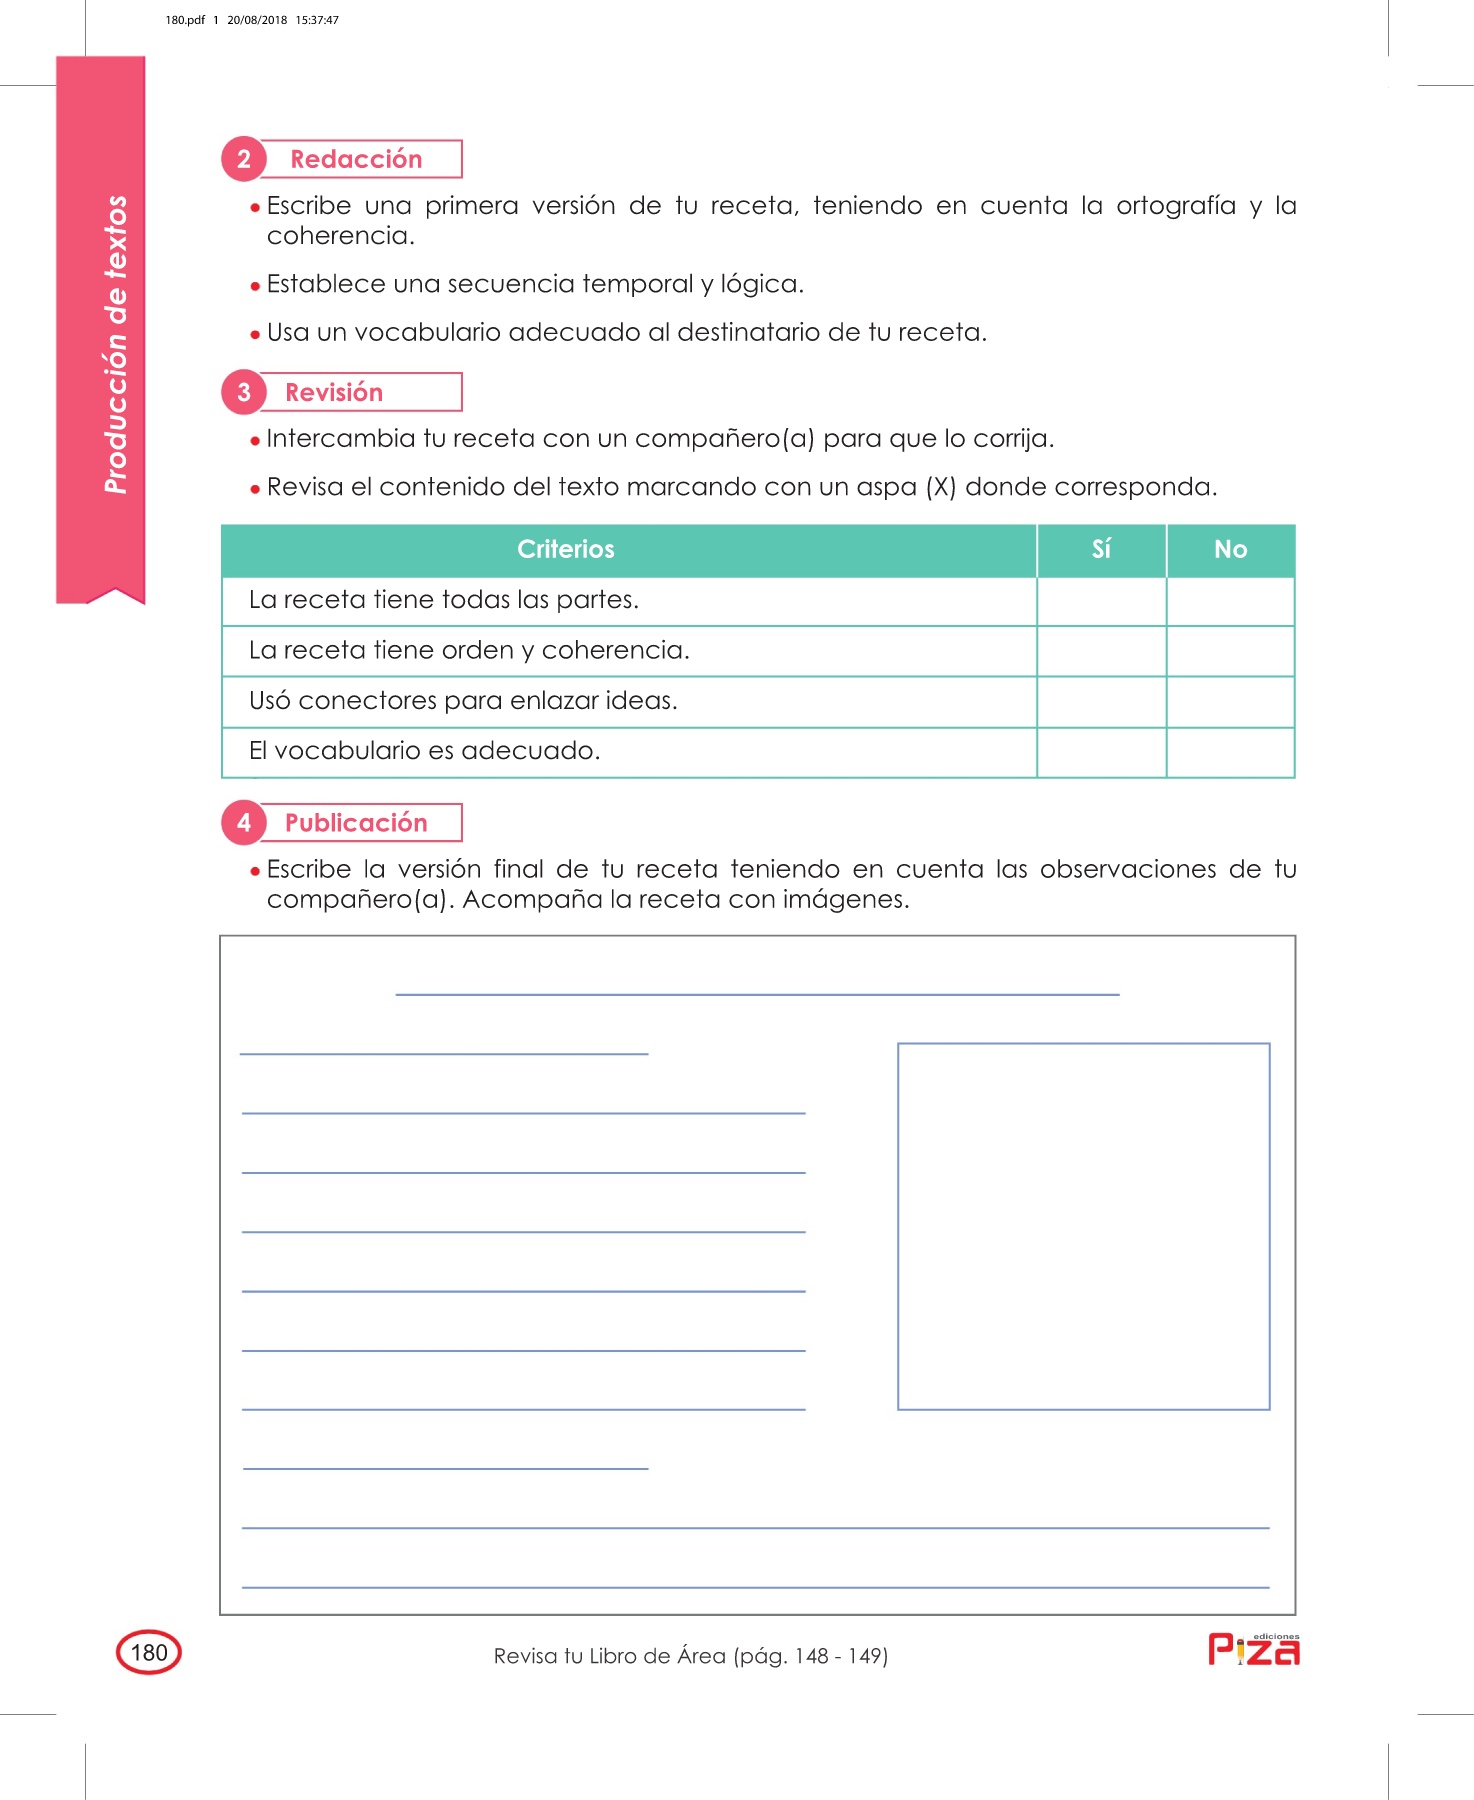 180.pdf 1 20/08/2018 15:37:47
Producción de textos
2 Redacción
• Escribe una primera versión de tu receta, teniendo en cuenta la ortografía y la
coherencia.
• Establece una secuencia temporal y lógica.
• Usa un vocabulario adecuado al destinatario de tu receta.
3 Revisión
• Intercambia tu receta con un compañero(a) para que lo corrija.
• Revisa el contenido del texto marcando con un aspa (X) donde corresponda.
Criterios Sí No
La receta tiene todas las partes.
La receta tiene orden y coherencia.
Usó conectores para enlazar ideas.
El vocabulario es adecuado.
4 Publicación
• Escribe la versión final de tu receta teniendo en cuenta las observaciones de tu
compañero(a). Acompaña la receta con imágenes.
180
Revisa tu Libro de Área (pág. 148 - 149)
ediciones
Piza